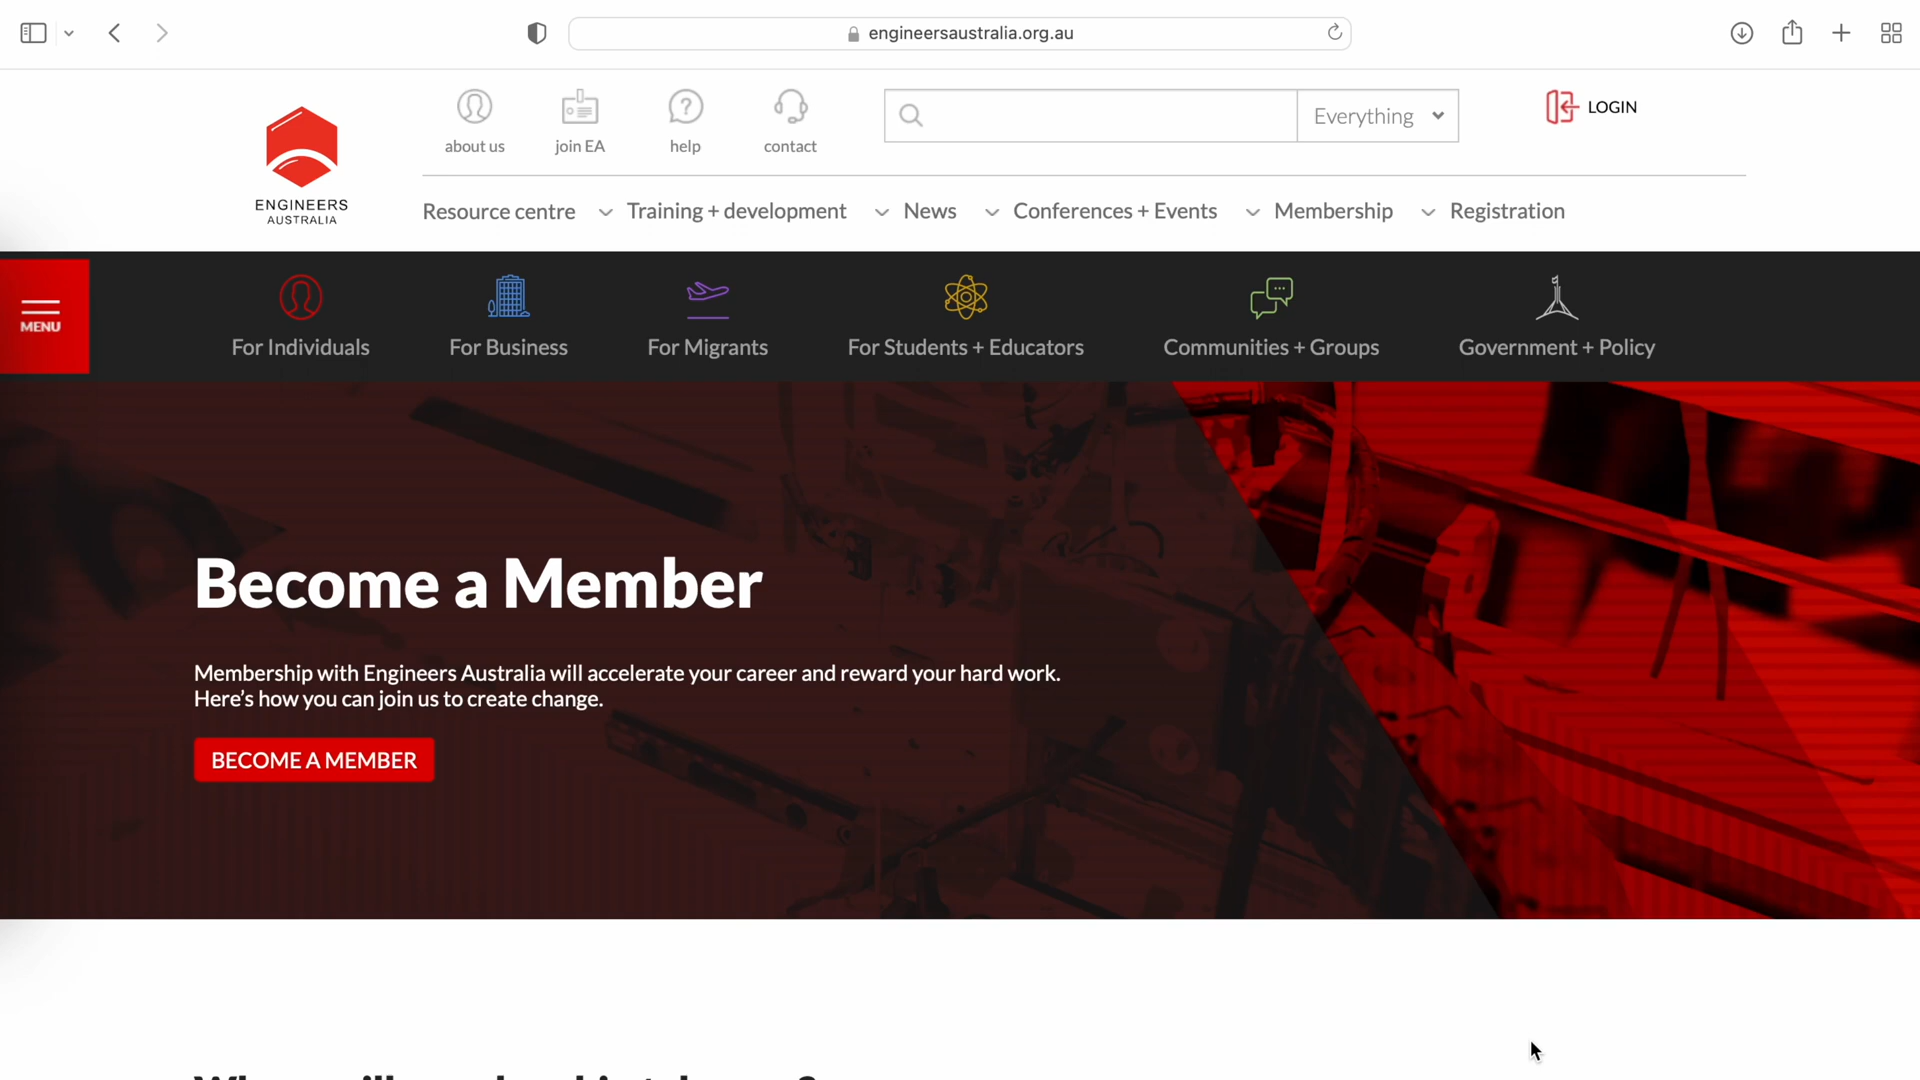 engineersaustralia.org.au
about us
join EA
help
contact
Everything
LOGIN
ENGINEERS
AUSTRALIA
Resource centre
Training + development
News
Conferences + Events
Membership
Registration
MENU
For Individuals
For Business
For Migrants
For Students + Educators
Communities + Groups
Government + Policy
Become a Member
Membership with Engineers Australia will accelerate your career and reward your hard work.
Here's how you can join us to create change.
BECOME A MEMBER